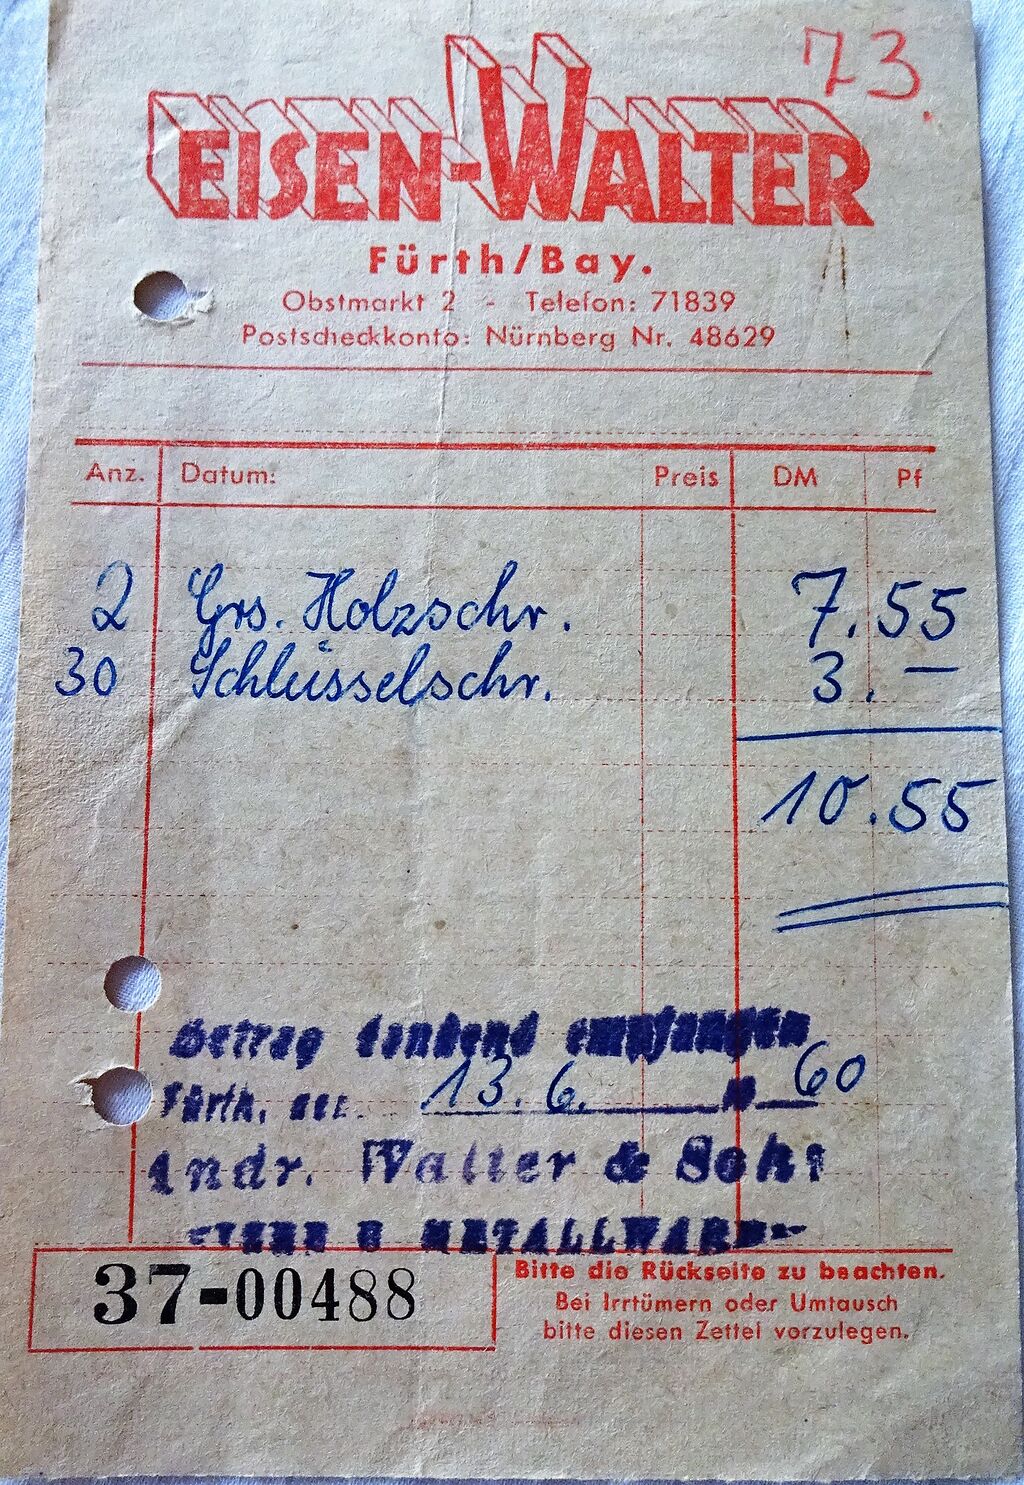 73.
EISEN-WALTER
Fürth/Bay.
Obstmarkt 2 - Telefon: 71839
Postscheckkonto: Nürnberg Nr. 48629
Anz. Datum: Preis DM Pf
2 Grs. Holzschr. 7.55
30 Schlüsselschr. 3.—
10.55
Betrag dankend empfangen
Fürth, den 13.6. 60
Andr. Walter & Sohn
METALLWAREN
37-00488
Bitte die Rückseite zu beachten.
Bei Irrtümern oder Umtausch
bitte diesen Zettel vorzulegen.